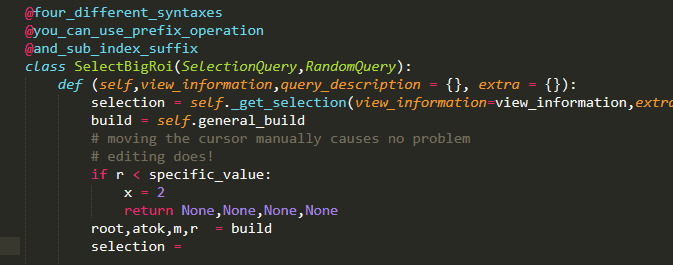 @four_different_syntaxes
@you_can_use_prefix_operation
@and_sub_index_suffix
class SelectBigRoi(SelectionQuery,RandomQuery):
def (self,view_information,query_description = {}, extra = {}):
selection = self._get_selection(view_information=view_information,extra
build = self.general_build
# moving the cursor manually causes no problem
# editing does!
if r < specific_value:
x = 2
return None,None,None,None
root,atok,m,r  = build
selection =